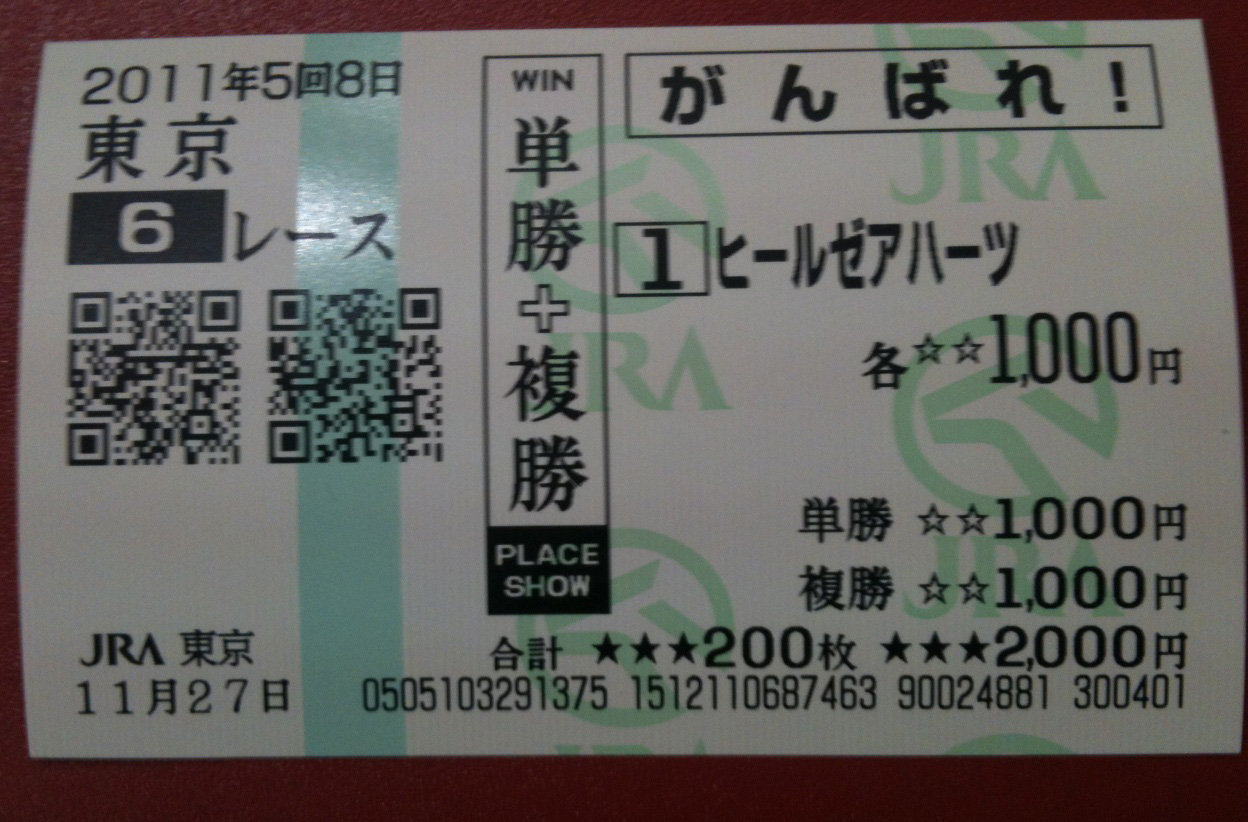 2011年5回8日
東京
6 レース
JRA 東京
11月27日
WIN
単勝+複勝
PLACE
SHOW
がんばれ!
1 ヒールゼアハーツ
各☆☆1,000円
単勝 ☆☆1,000円
複勝 ☆☆1,000円
合計 ★★★200枚 ★★★2,000円
0505103291375 1512110687463 90024881 300401
JRA
JRA
JRA